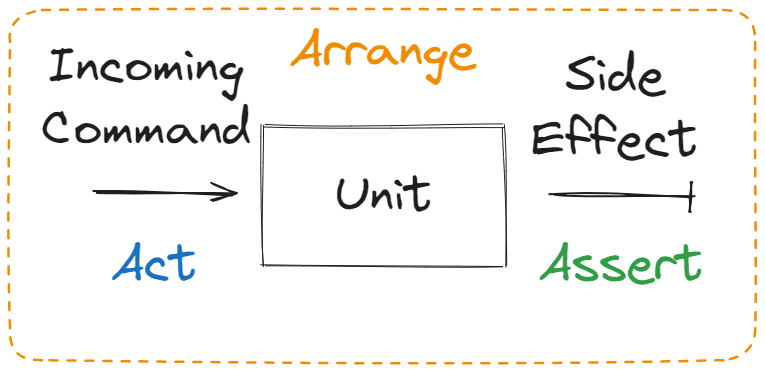 Arrange
Incoming
Command
Act
Unit
Side
Effect
Assert